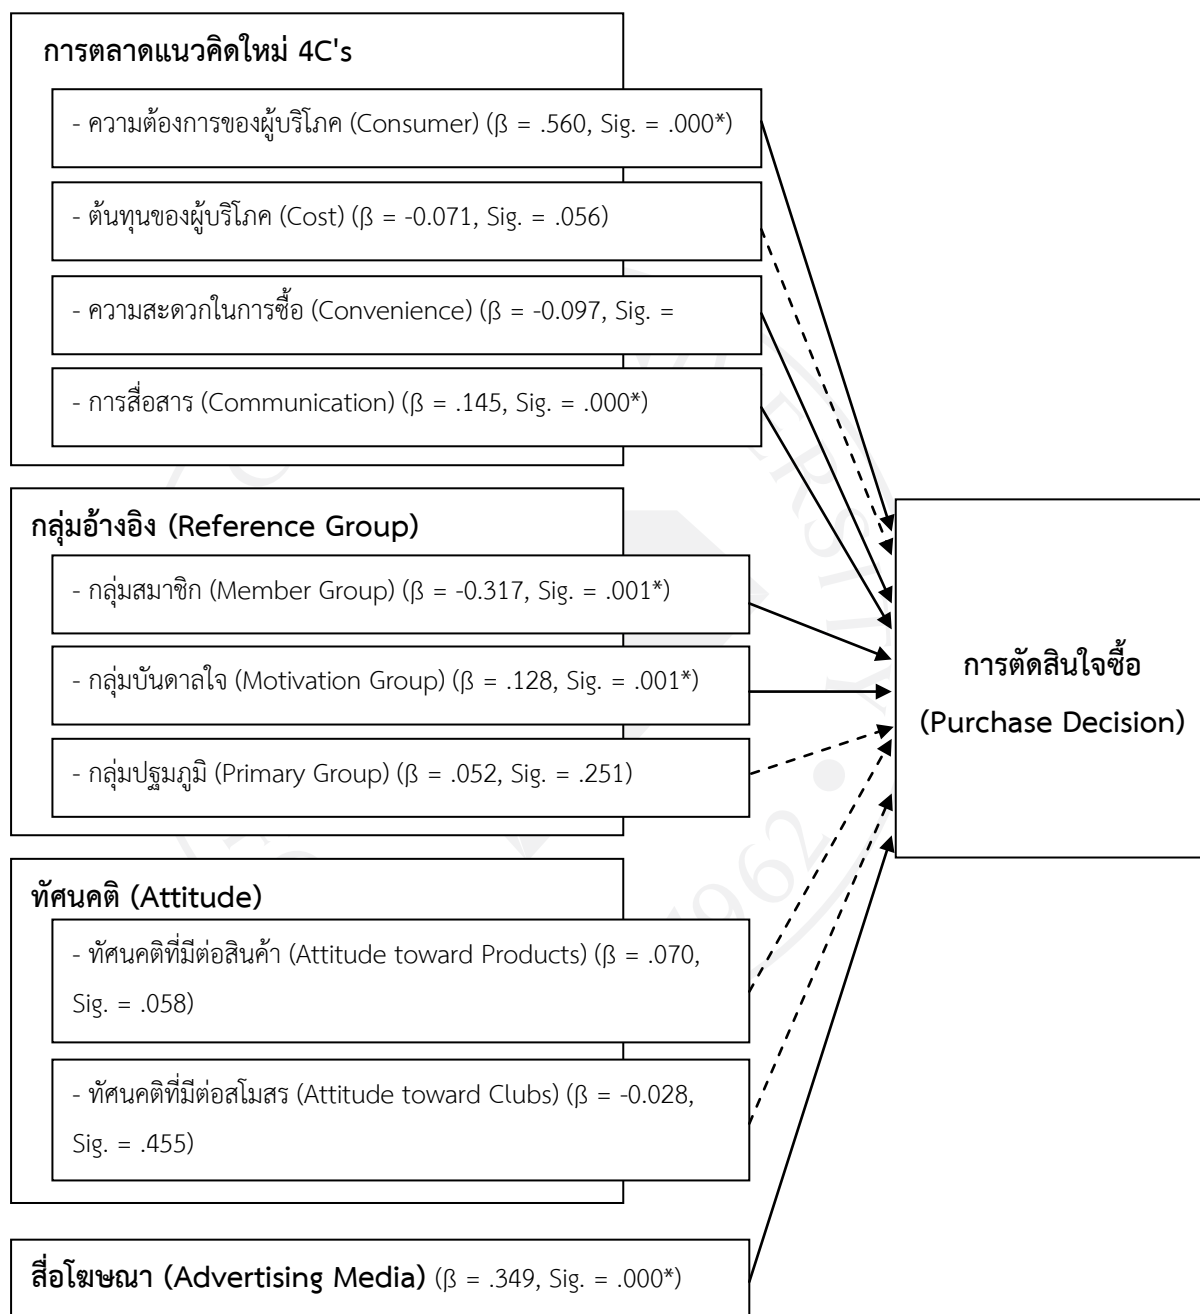 การตลาดแนวคิดใหม่ 4C's
- ความต้องการของผู้บริโภค (Consumer) (β = .560, Sig. = .000*)
- ต้นทุนของผู้บริโภค (Cost) (β = -0.071, Sig. = .056)
- ความสะดวกในการซื้อ (Convenience) (β = -0.097, Sig. =
- การสื่อสาร (Communication) (β = .145, Sig. = .000*)
กลุ่มอ้างอิง (Reference Group)
- กลุ่มสมาชิก (Member Group) (β = -0.317, Sig. = .001*)
- กลุ่มบันดาลใจ (Motivation Group) (β = .128, Sig. = .001*)
- กลุ่มปฐมภูมิ (Primary Group) (β = .052, Sig. = .251)
ทัศนคติ (Attitude)
- ทัศนคติที่มีต่อสินค้า (Attitude toward Products) (β = .070,
Sig. = .058)
- ทัศนคติที่มีต่อสโมสร (Attitude toward Clubs) (β = -0.028,
Sig. = .455)
สื่อโฆษณา (Advertising Media) (β = .349, Sig. = .000*)
การตัดสินใจซื้อ
(Purchase Decision)
1962